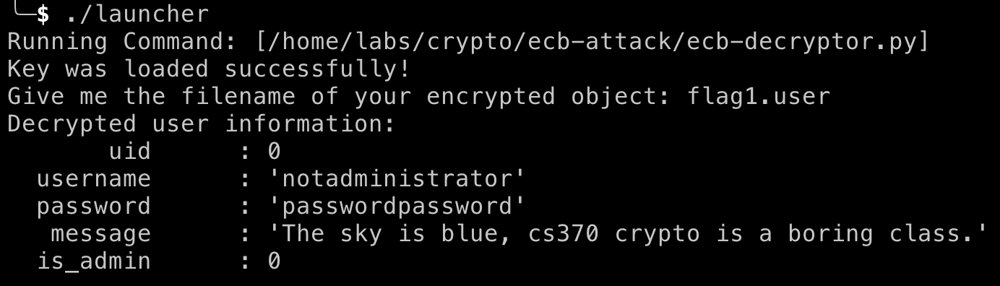 └─$ ./launcher
Running Command: [/home/labs/crypto/ecb-attack/ecb-decryptor.py]
Key was loaded successfully!
Give me the filename of your encrypted object: flag1.user
Decrypted user information:
       uid      : 0
  username      : 'notadministrator'
  password      : 'passwordpassword'
   message      : 'The sky is blue, cs370 crypto is a boring class.'
  is_admin      : 0